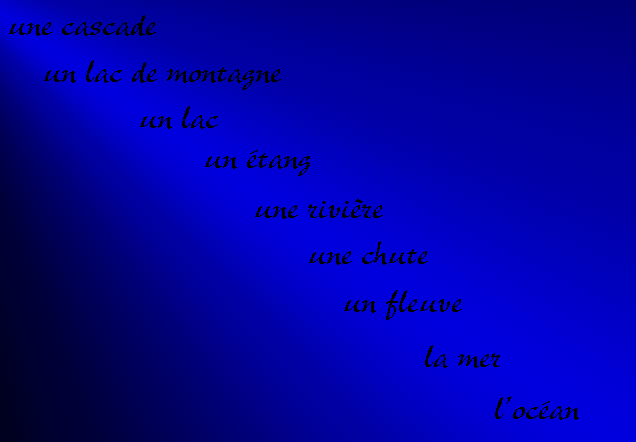 une cascade
un lac de montagne
un lac
un étang
une rivière
une chute
un fleuve
la mer
l'océan